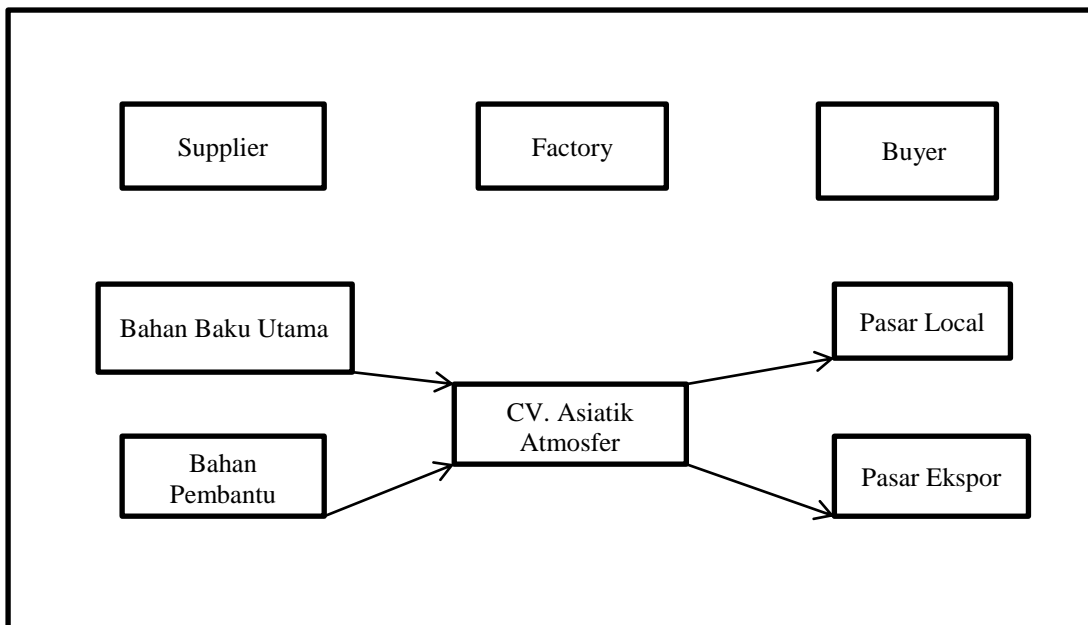 Supplier
Factory
Buyer
Bahan Baku Utama
Pasar Local
CV. Asiatik
Atmosfer
Bahan
Pembantu
Pasar Ekspor